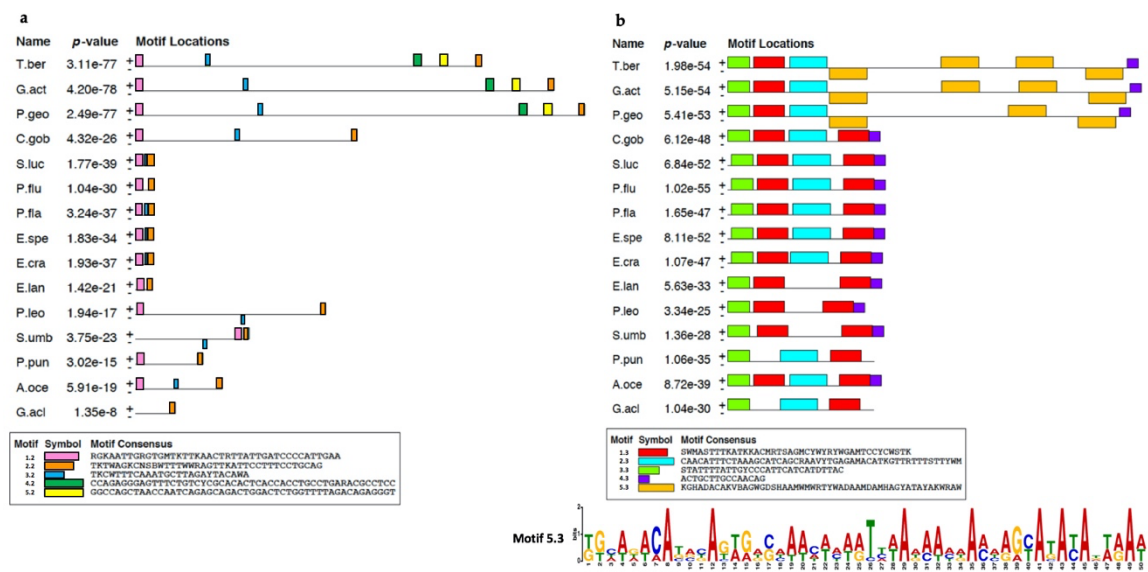 a
Name p-value Motif Locations
T.ber 3.11e-77 + -
G.act 4.20e-78 + -
P.geo 2.49e-77 + -
C.gob 4.32e-26 + -
S.luc 1.77e-39 + -
P.flu 1.04e-30 + -
P.fla 3.24e-37 + -
E.spe 1.83e-34 + -
E.cra 1.93e-37 + -
E.lan 1.42e-21 + -
P.leo 1.94e-17 + -
S.umb 3.75e-23 + -
P.pun 3.02e-15 + -
A.oce 5.91e-19 + -
G.acl 1.35e-8 + -
Motif Symbol Motif Consensus
1.2 RGKAATTGRGTGMTKTTKAACTRTTATTGATCCCCATTGAA
2.2 TKTWAGKCNSBWTTTWWRAGTTKATTCCTTTCCTGCAG
3.2 TKCWTTTCAAATGCTTAGAYTACAWA
4.2 CCAGAGGGAGTTTCTGTCYCGCACACTCACCACCTGCCTGARACGCCTCC
5.2 GGCCAGCTAACCAATCAGAGCAGACTGGACTCTGGTTTTAGACAGAGGGT
b
Name p-value Motif Locations
T.ber 1.98e-54 + -
G.act 5.15e-54 + -
P.geo 5.41e-53 + -
C.gob 6.12e-48 + -
S.luc 6.84e-52 + -
P.flu 1.02e-55 + -
P.fla 1.65e-47 + -
E.spe 8.11e-52 + -
E.cra 1.07e-47 + -
E.lan 5.63e-33 + -
P.leo 3.34e-25 + -
S.umb 1.36e-28 + -
P.pun 1.06e-35 + -
A.oce 8.72e-39 + -
G.acl 1.04e-30 + -
Motif Symbol Motif Consensus
1.3 SWMASTTTKATKKACMRTSAGMCYWYRYWGAMTCCYCWSTK
2.3 CAACATTTCTAAAGCATCAGCRAAVYTGAGAMACATKGTTRKTTTSTTYWM
3.3 STATTTTATTGYCCCATTCATCATDTTAC
4.3 ACTGCTTGCCAACAG
5.3 KGHADACAKVBAGWGDSHAAMWMWRTYWADAAMDAMHAGYATAYAKWRAW
Motif 5.3